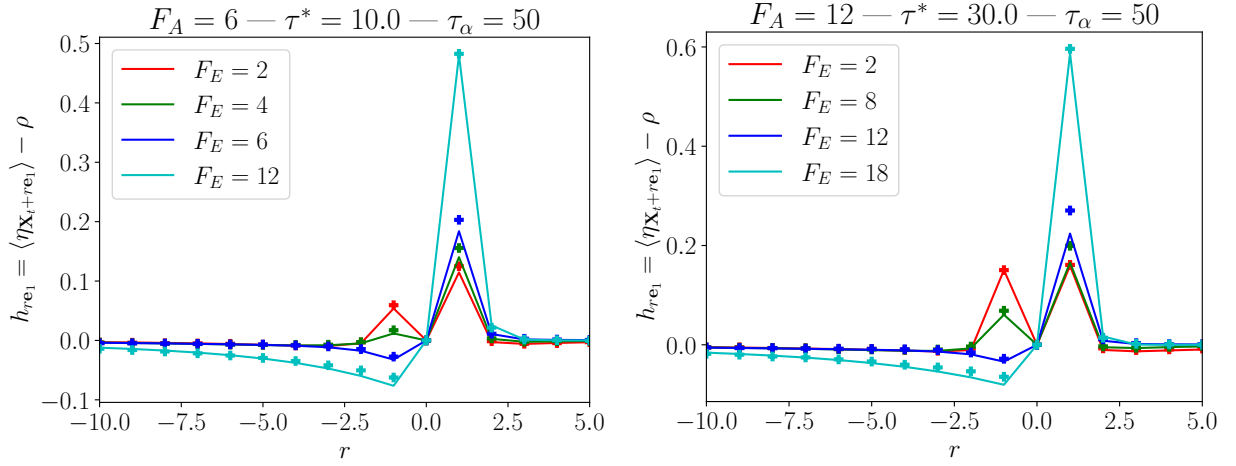 F_A = 6 — τ* = 10.0 — τ_α = 50
F_E = 2
F_E = 4
F_E = 6
F_E = 12
h_{re_1} = ⟨η_{X_t+re_1}⟩ − ρ
0.5
0.4
0.3
0.2
0.1
0.0
−0.1
−10.0 −7.5 −5.0 −2.5 0.0 2.5 5.0
r
F_A = 12 — τ* = 30.0 — τ_α = 50
F_E = 2
F_E = 8
F_E = 12
F_E = 18
h_{re_1} = ⟨η_{X_t+re_1}⟩ − ρ
0.6
0.4
0.2
0.0
−10.0 −7.5 −5.0 −2.5 0.0 2.5 5.0
r